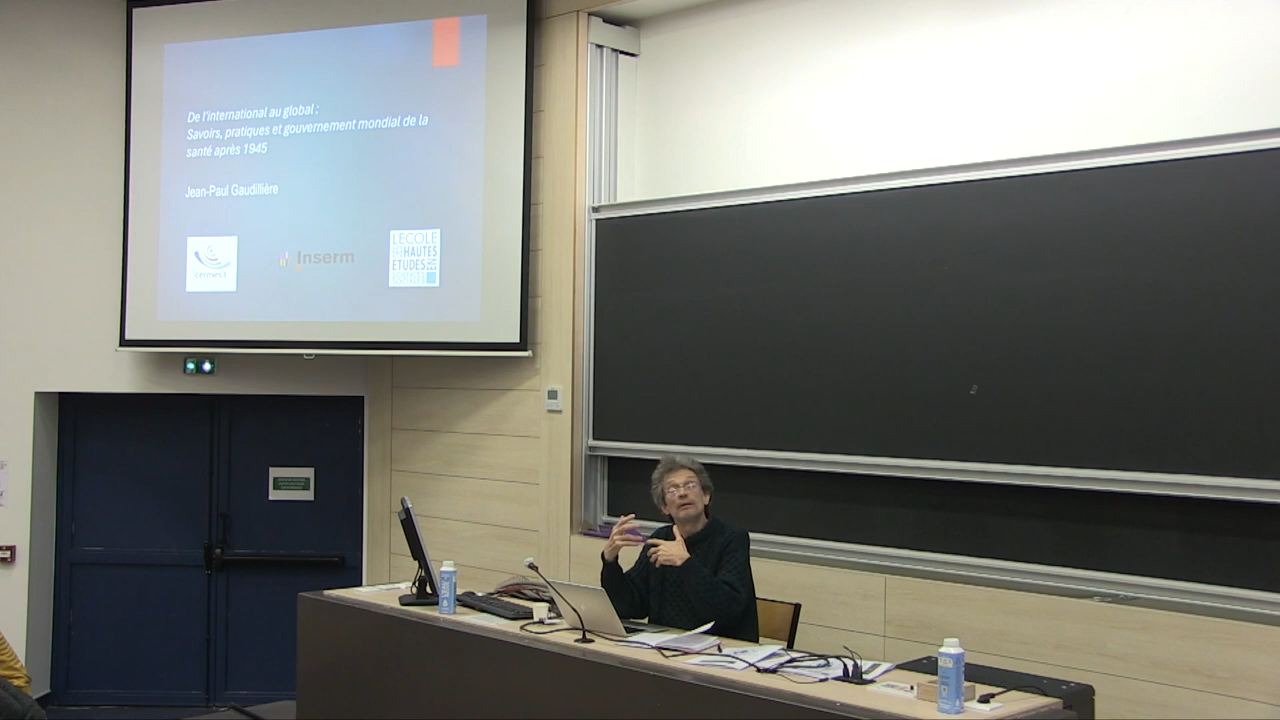 De l'international au global :
Savoirs, pratiques et gouvernement mondial de la
santé après 1945
Jean-Paul Gaudillière
cermes3
Inserm
L'ECOLE
HAUTES
ETUDES